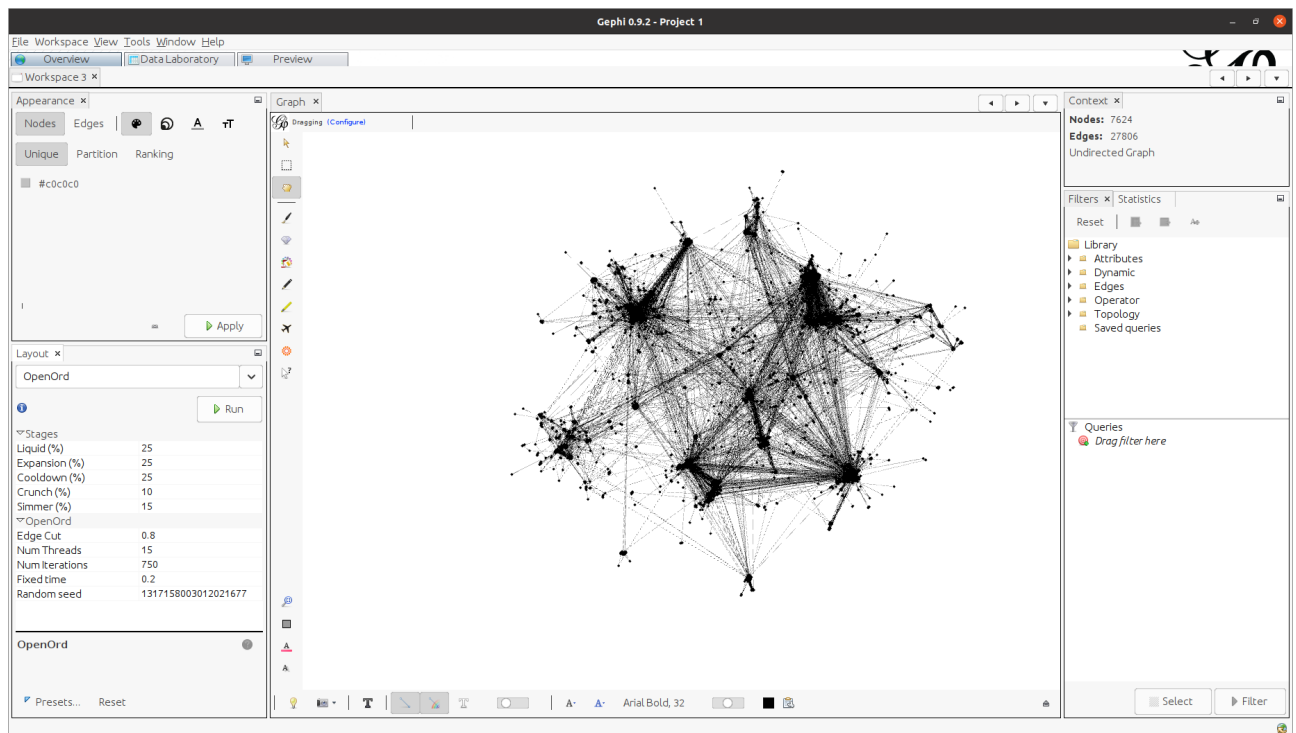 Gephi 0.9.2 - Project 1
File Workspace View Tools Window Help
Overview Data Laboratory Preview
Workspace 3 ×
Appearance ×
Nodes Edges A TT
Unique Partition Ranking
#c0c0c0
Apply
Layout ×
OpenOrd
Run
Stages
Liquid (%) 25
Expansion (%) 25
Cooldown (%) 25
Crunch (%) 10
Simmer (%) 15
OpenOrd
Edge Cut 0.8
Num Threads 15
Num Iterations 750
Fixed time 0.2
Random seed 1317158003012021677
OpenOrd
Presets... Reset
Graph ×
Dragging (Configure)
A
A
T T A- A- Arial Bold, 32
Context ×
Nodes: 7624
Edges: 27806
Undirected Graph
Filters × Statistics
Reset
Library
Attributes
Dynamic
Edges
Operator
Topology
Saved queries
Queries
Drag filter here
Select Filter